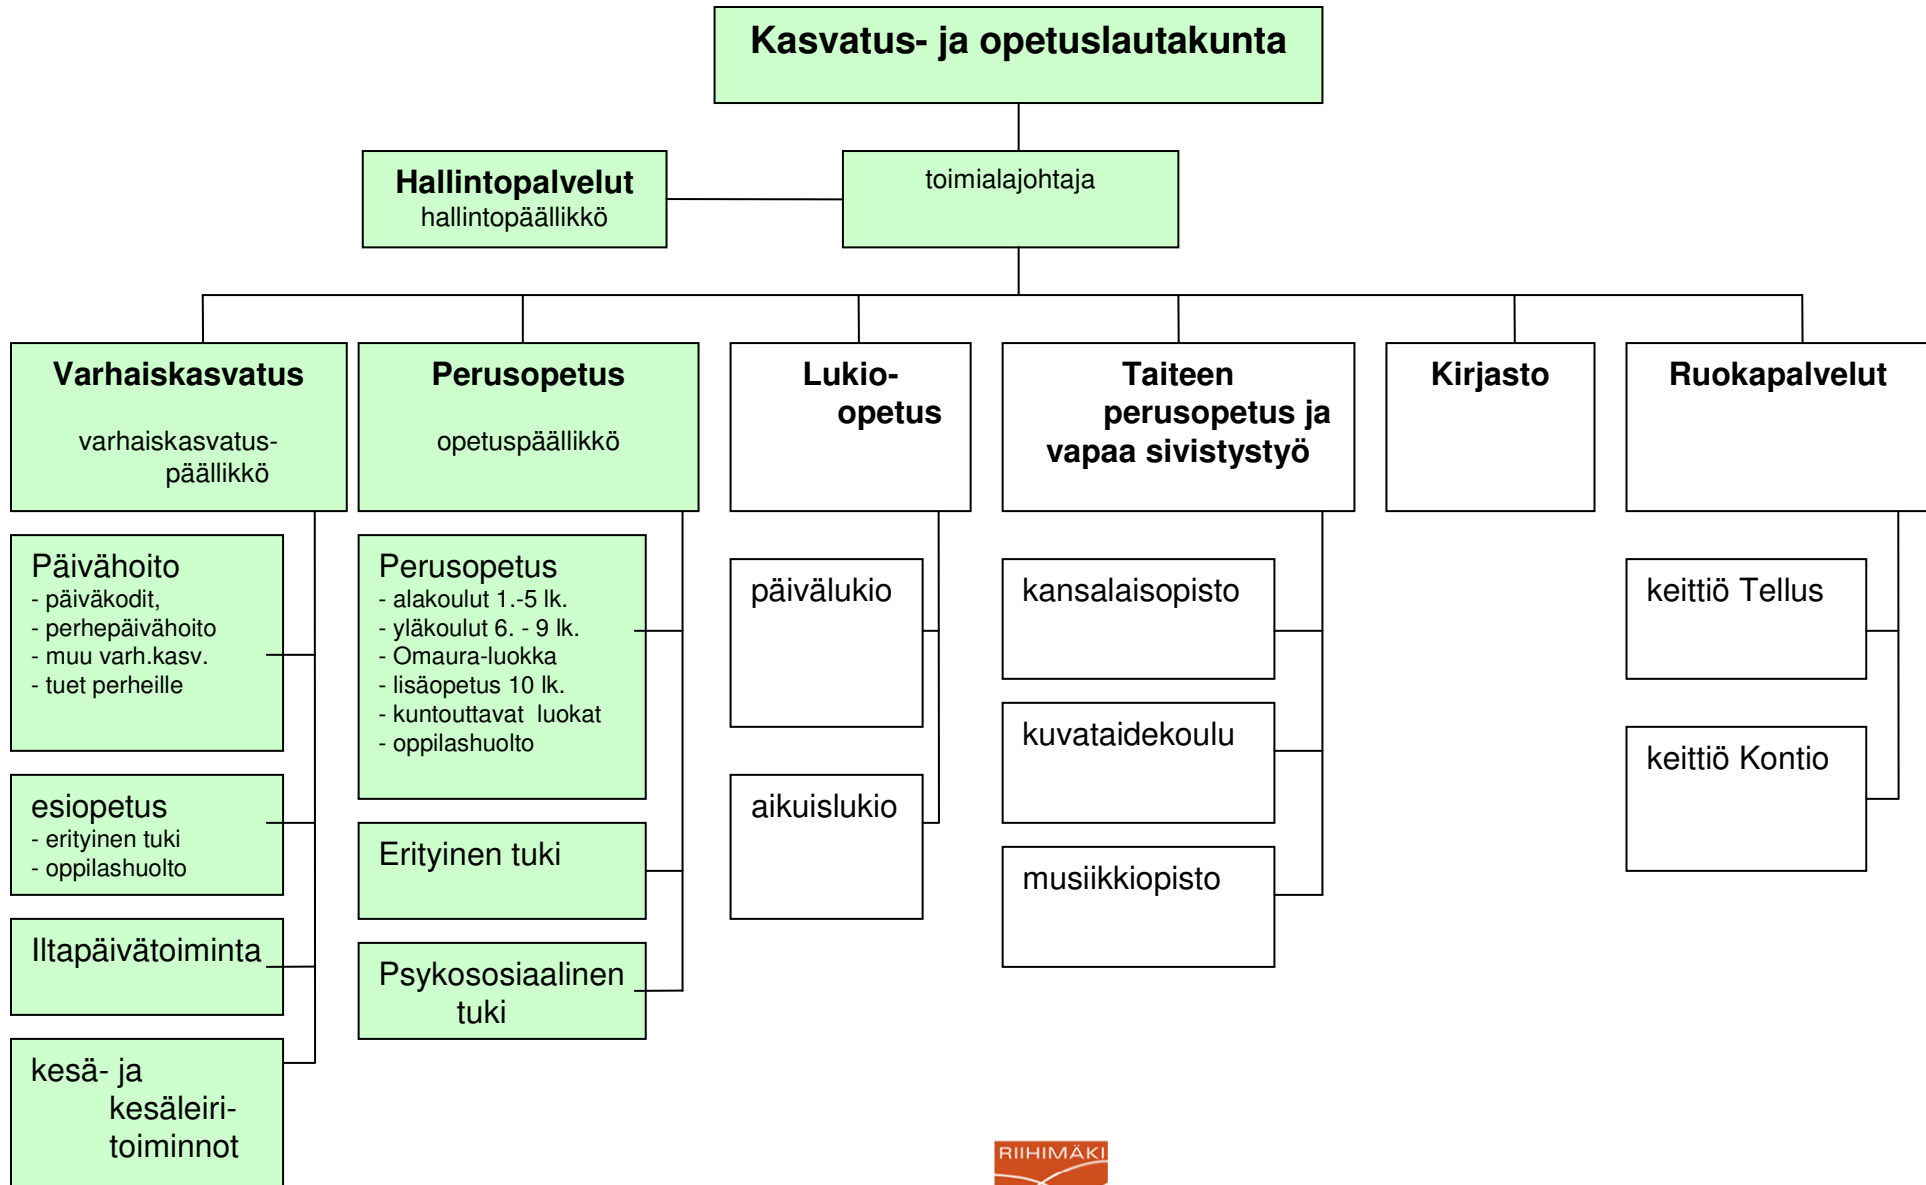 Kasvatus- ja opetuslautakunta
Hallintopalvelut
hallintopäällikkö
toimialajohtaja
Varhaiskasvatus
varhaiskasvatus-
päällikkö
Päivähoito
- päiväkodit,
- perhepäivähoito
- muu varh.kasv.
- tuet perheille
esiopetus
- erityinen tuki
- oppilashuolto
Iltapäivätoiminta
kesä- ja
kesäleiri-
toiminnot
Perusopetus
opetuspäällikkö
Perusopetus
- alakoulut 1.-5 lk.
- yläkoulut 6. - 9 lk.
- Omaura-luokka
- lisäopetus 10 lk.
- kuntouttavat luokat
- oppilashuolto
Erityinen tuki
Psykososiaalinen
tuki
Lukio-
opetus
päivälukio
aikuislukio
Taiteen
perusopetus ja
vapaa sivistystyö
kansalaisopisto
kuvataidekoulu
musiikkiopisto
Kirjasto
Ruokapalvelut
keittiö Tellus
keittiö Kontio
RIIHIMÄKI